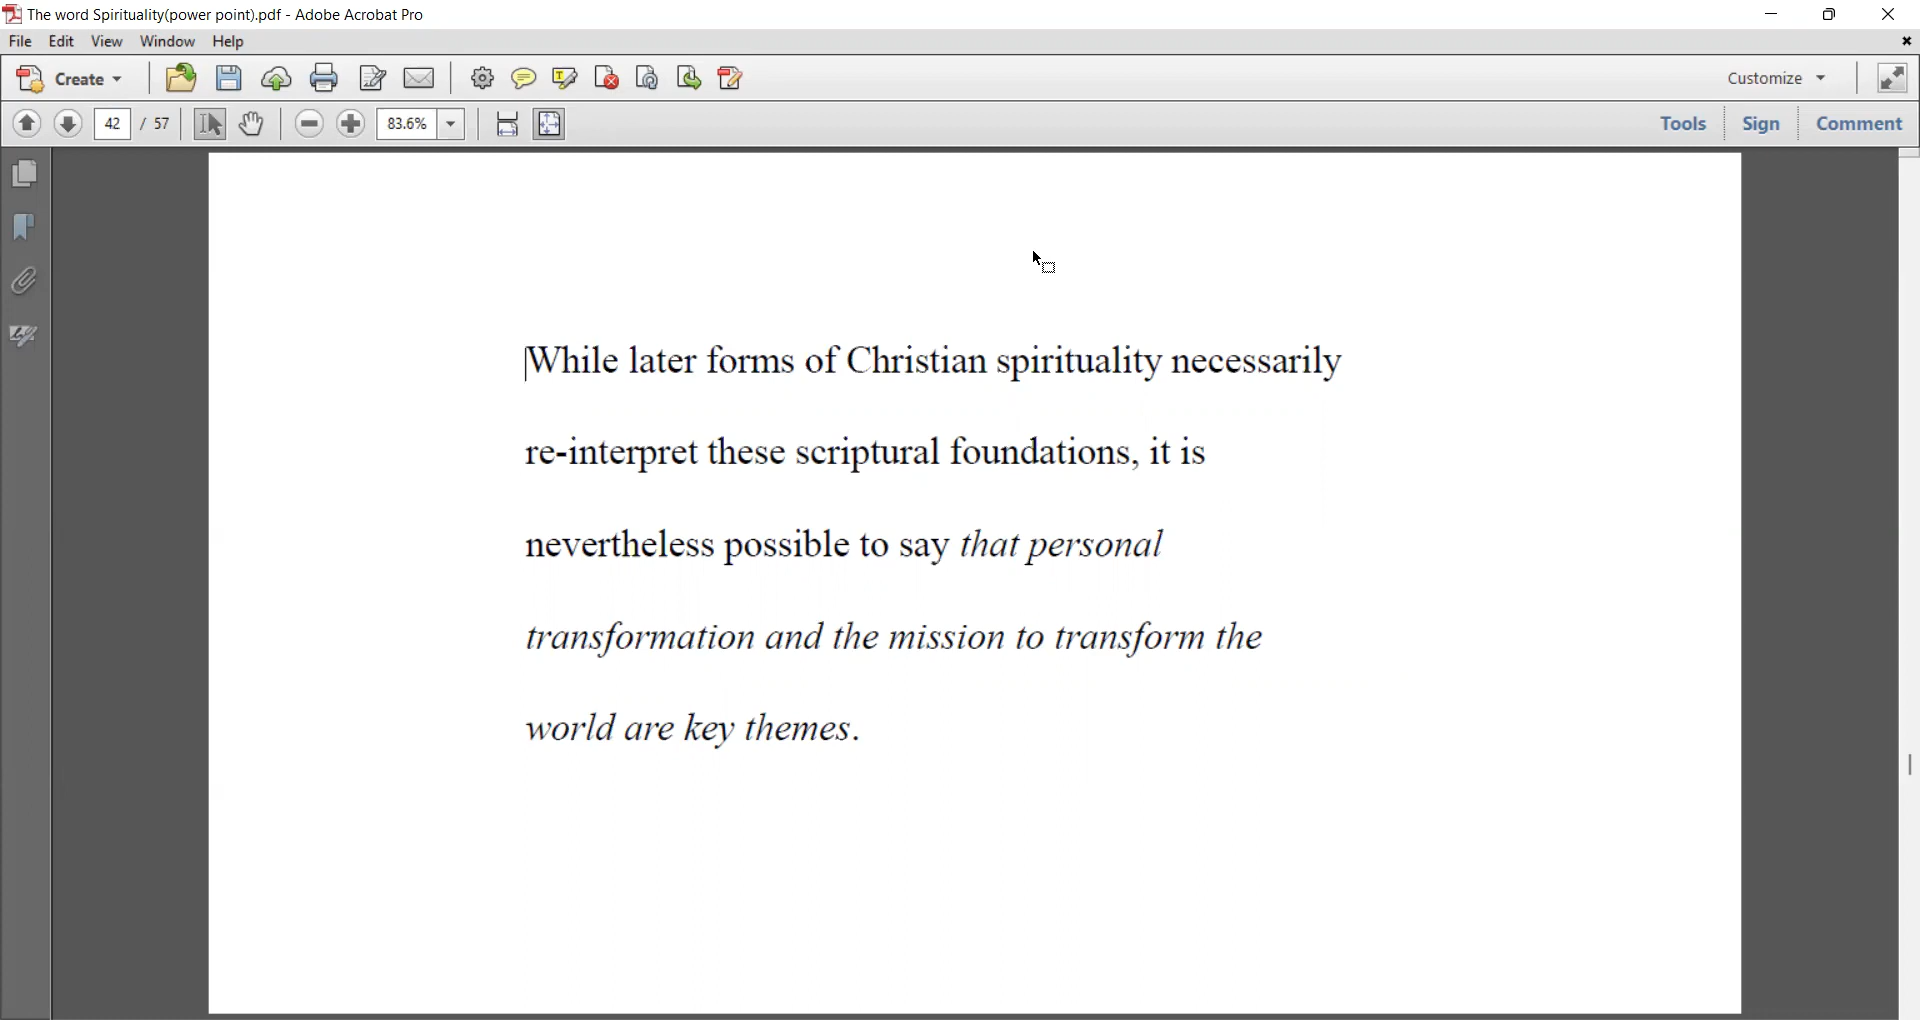 The word Spirituality(power point).pdf - Adobe Acrobat Pro
File Edit View Window Help
Create Customize
42 / 57 83.6% Tools Sign Comment
While later forms of Christian spirituality necessarily
re-interpret these scriptural foundations, it is
nevertheless possible to say that personal
transformation and the mission to transform the
world are key themes.